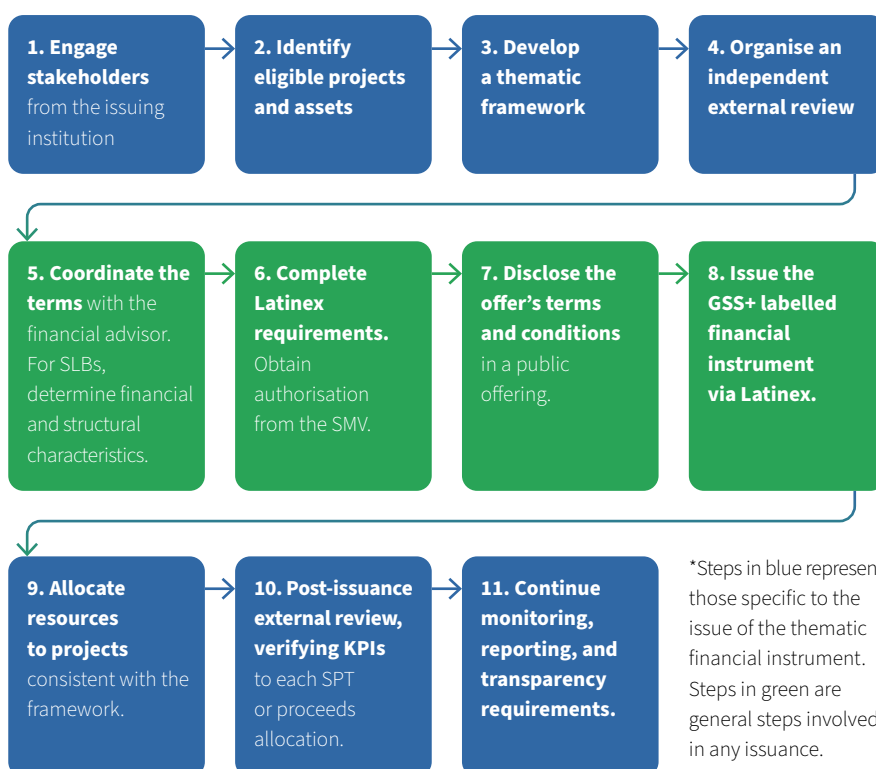 1. Engage
stakeholders
from the issuing
institution
2. Identify
eligible projects
and assets
3. Develop
a thematic
framework
4. Organise an
independent
external review
5. Coordinate the
terms with the
financial advisor.
For SLBs,
determine financial
and structural
characteristics.
6. Complete
Latinex
requirements.
Obtain
authorisation
from the SMV.
7. Disclose the
offer’s terms
and conditions
in a public
offering.
8. Issue the
GSS+ labelled
financial
instrument
via Latinex.
9. Allocate
resources
to projects
consistent with the
framework.
10. Post-issuance
external review,
verifying KPIs
to each SPT
or proceeds
allocation.
11. Continue
monitoring,
reporting, and
transparency
requirements.
*Steps in blue represen
those specific to the
issue of the thematic
financial instrument.
Steps in green are
general steps involved
in any issuance.